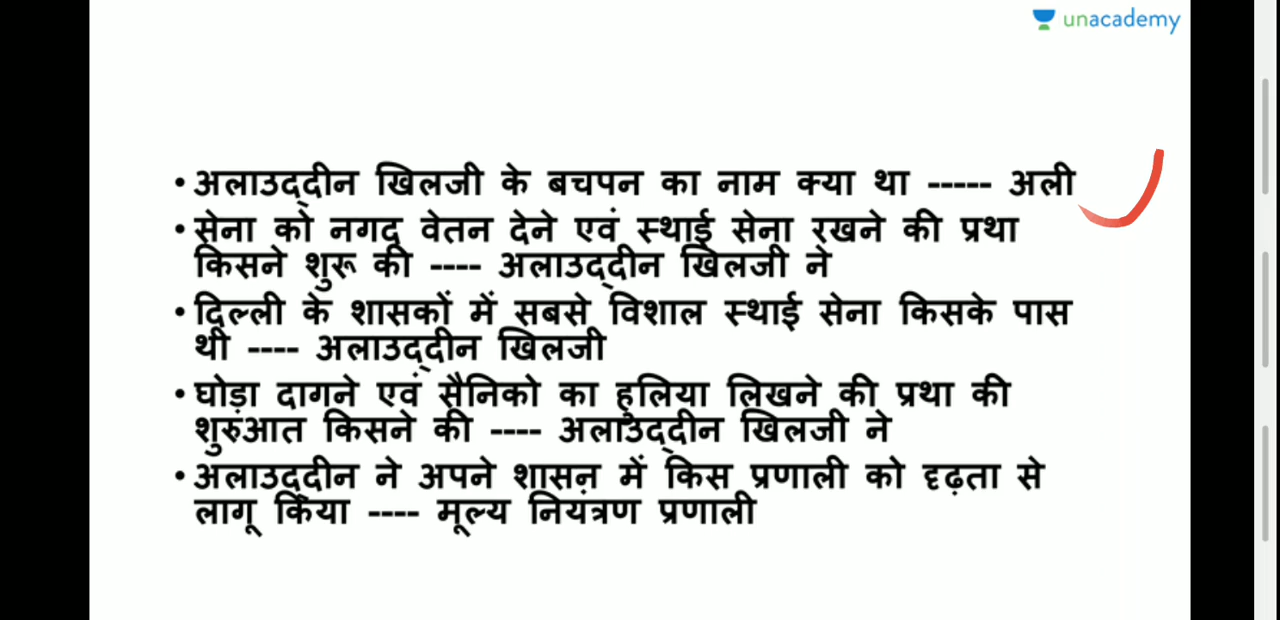 unacademy
• अलाउद्दीन खिलजी के बचपन का नाम क्या था ----- अली
• सेना को नगद वेतन देने एवं स्थाई सेना रखने की प्रथा
किसने शुरू की ---- अलाउद्दीन खिलजी ने
• दिल्ली के शासकों में सबसे विशाल स्थाई सेना किसके पास
थी ---- अलाउद्दीन खिलजी
• घोड़ा दागने एवं सैनिको का हुलिया लिखने की प्रथा की
शुरुआत किसने की ---- अलाउद्दीन खिलजी ने
• अलाउद्दीन ने अपने शासन में किस प्रणाली को दृढ़ता से
लागू किया ---- मूल्य नियंत्रण प्रणाली